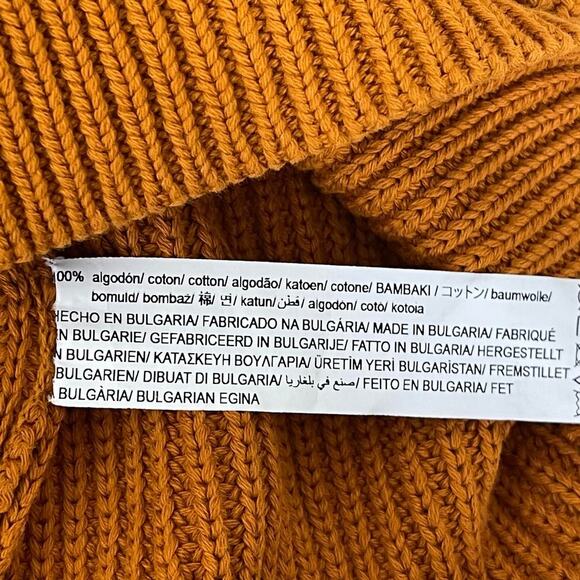 100% algodón/ coton/ cotton/ algodão/ katoen/ cotone/ ΒΑΜΒΑΚΙ / コットン/ baumwolle/
bomuld/ bombaž/ 棉/ 면/ katun/ قطن/ algodón/ cotó/ kotoia
HECHO EN BULGARIA/ FABRICADO NA BULGÁRIA/ MADE IN BULGARIA/ FABRIQUÉ
EN BULGARIE/ GEFABRICEERD IN BULGARIJE/ FATTO IN BULGARIA/ HERGESTELLT
IN BULGARIEN/ ΚΑΤΑΣΚΕΥΗ ΒΟΥΛΓΑΡΙΑ/ ÜRETİM YERİ BULGARİSTAN/ FREMSTILLET
I BULGARIEN/ DIBUAT DI BULGARIA/ صنع في بلغاريا/ FEITO EN BULGARIA/ FET
A BULGÀRIA/ BULGARIAN EGINA